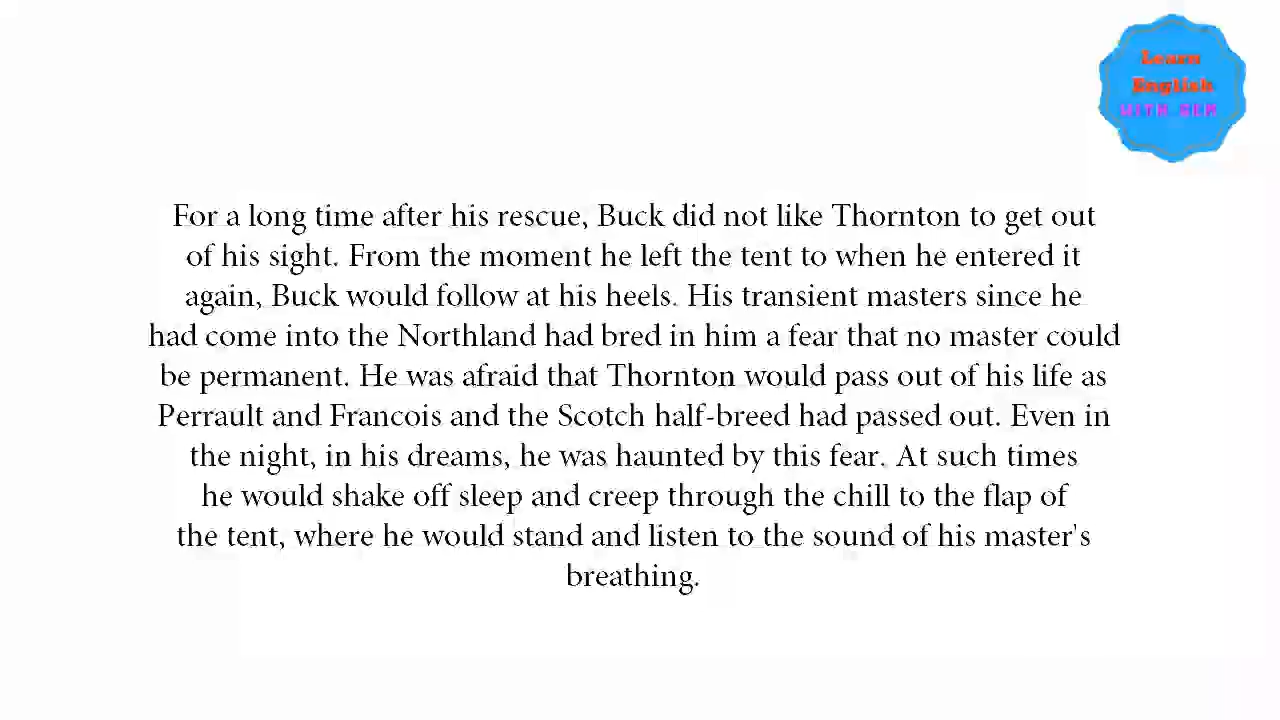 Learn
English
WITH
For a long time after his rescue, Buck did not like Thornton to get out
of his sight. From the moment he left the tent to when he entered it
again, Buck would follow at his heels. His transient masters since he
had come into the Northland had bred in him a fear that no master could
be permanent. He was afraid that Thornton would pass out of his life as
Perrault and Francois and the Scotch half-breed had passed out. Even in
the night, in his dreams, he was haunted by this fear. At such times
he would shake off sleep and creep through the chill to the flap of
the tent, where he would stand and listen to the sound of his master's
breathing.